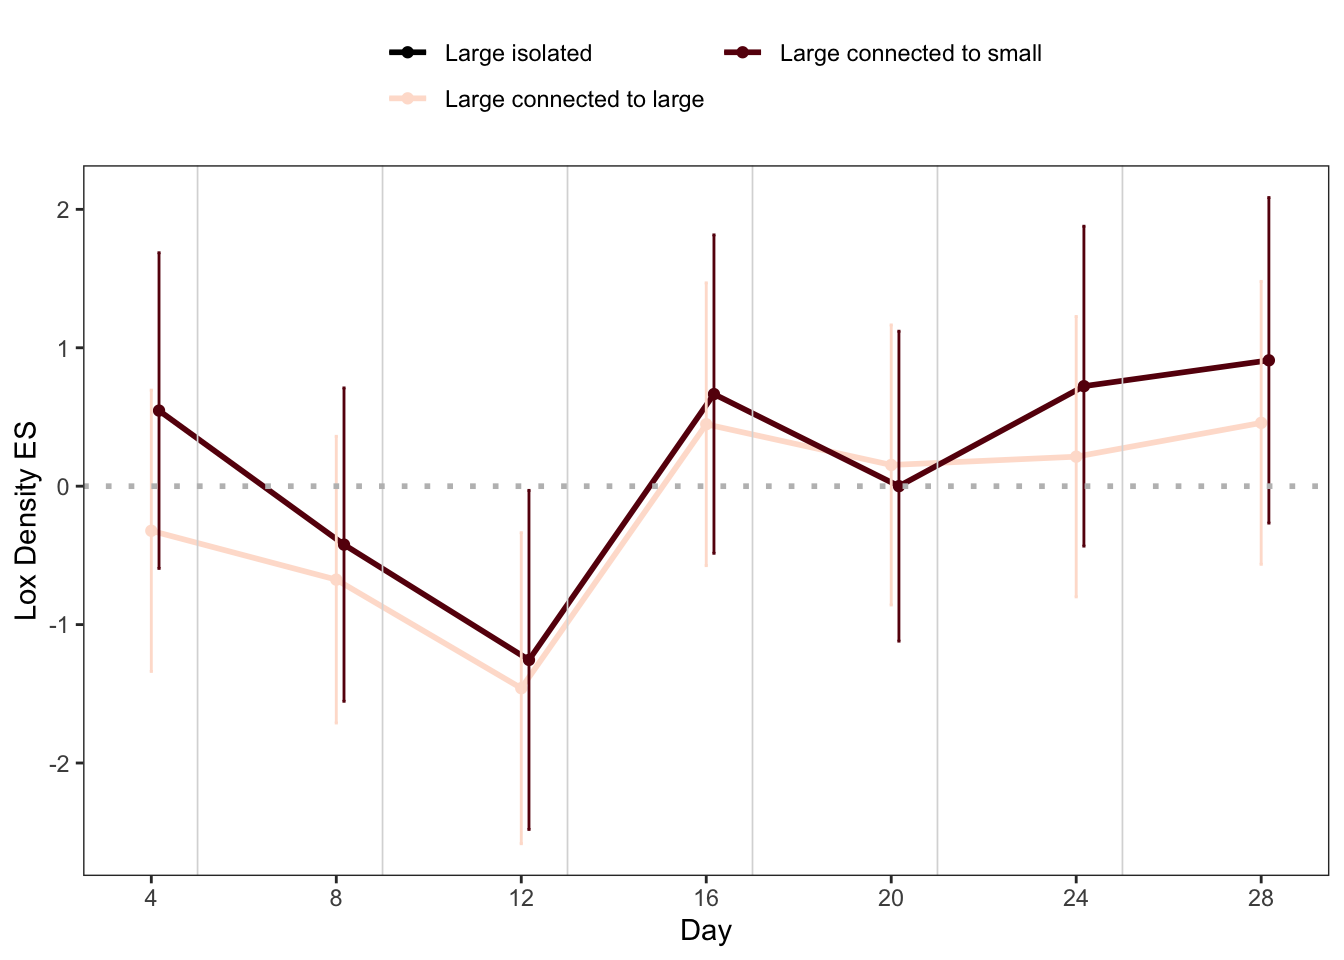 Large isolated
Large connected to small
Large connected to large
Lox Density ES
2
1
0
-1
-2
4 8 12 16 20 24 28
Day